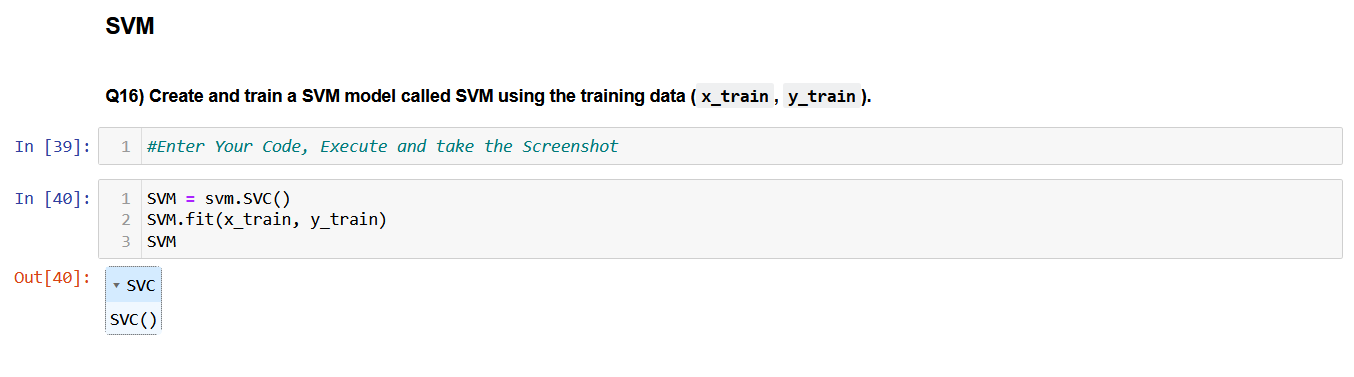 SVM
Q16) Create and train a SVM model called SVM using the training data ( x_train , y_train ).
In [39]: 1 #Enter Your Code, Execute and take the Screenshot
In [40]: 1 SVM = svm.SVC()
2 SVM.fit(x_train, y_train)
3 SVM
Out[40]: ▾ SVC
SVC()